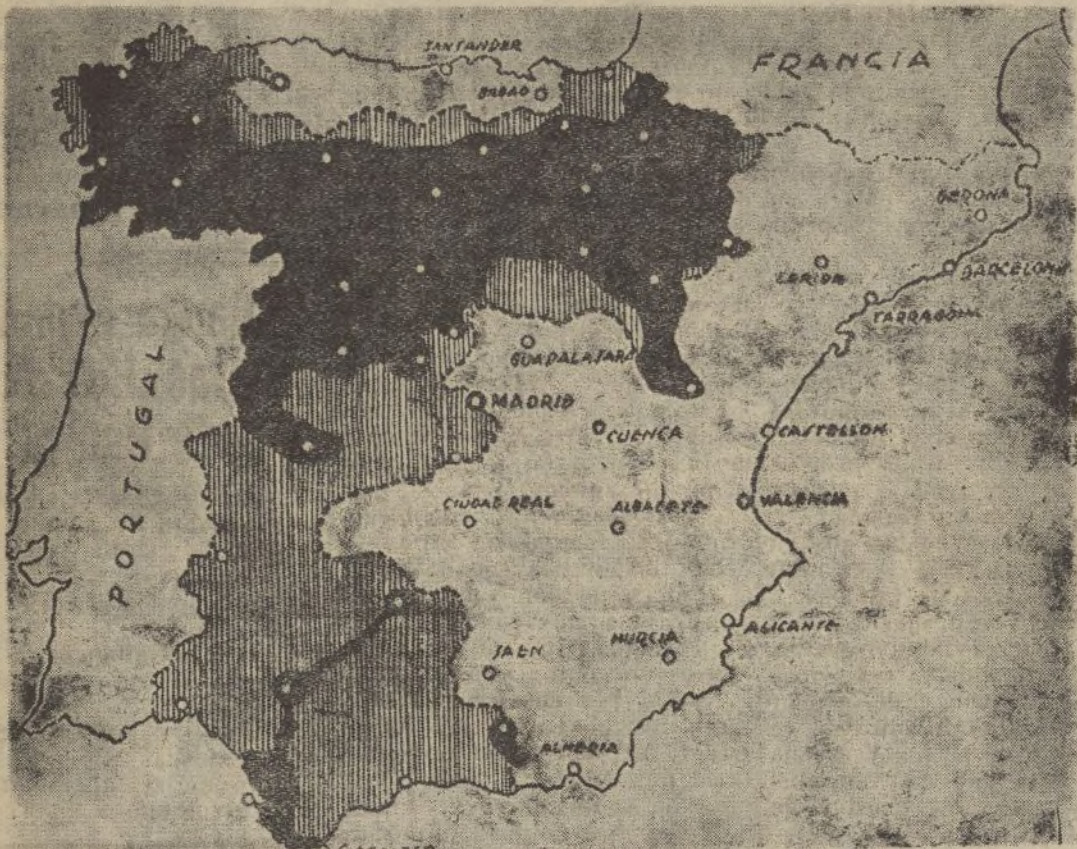 SANTANDER
FRANCIA
BILBAO
GERONA
LERIDA
BARCELONA
TARRAGONA
GUADALAJARA
MADRID
CUENCA
CASTELLON
CIUDAD REAL
ALBACETE
VALENCIA
PORTUGAL
ALICANTE
MURCIA
JAEN
ALMERIA